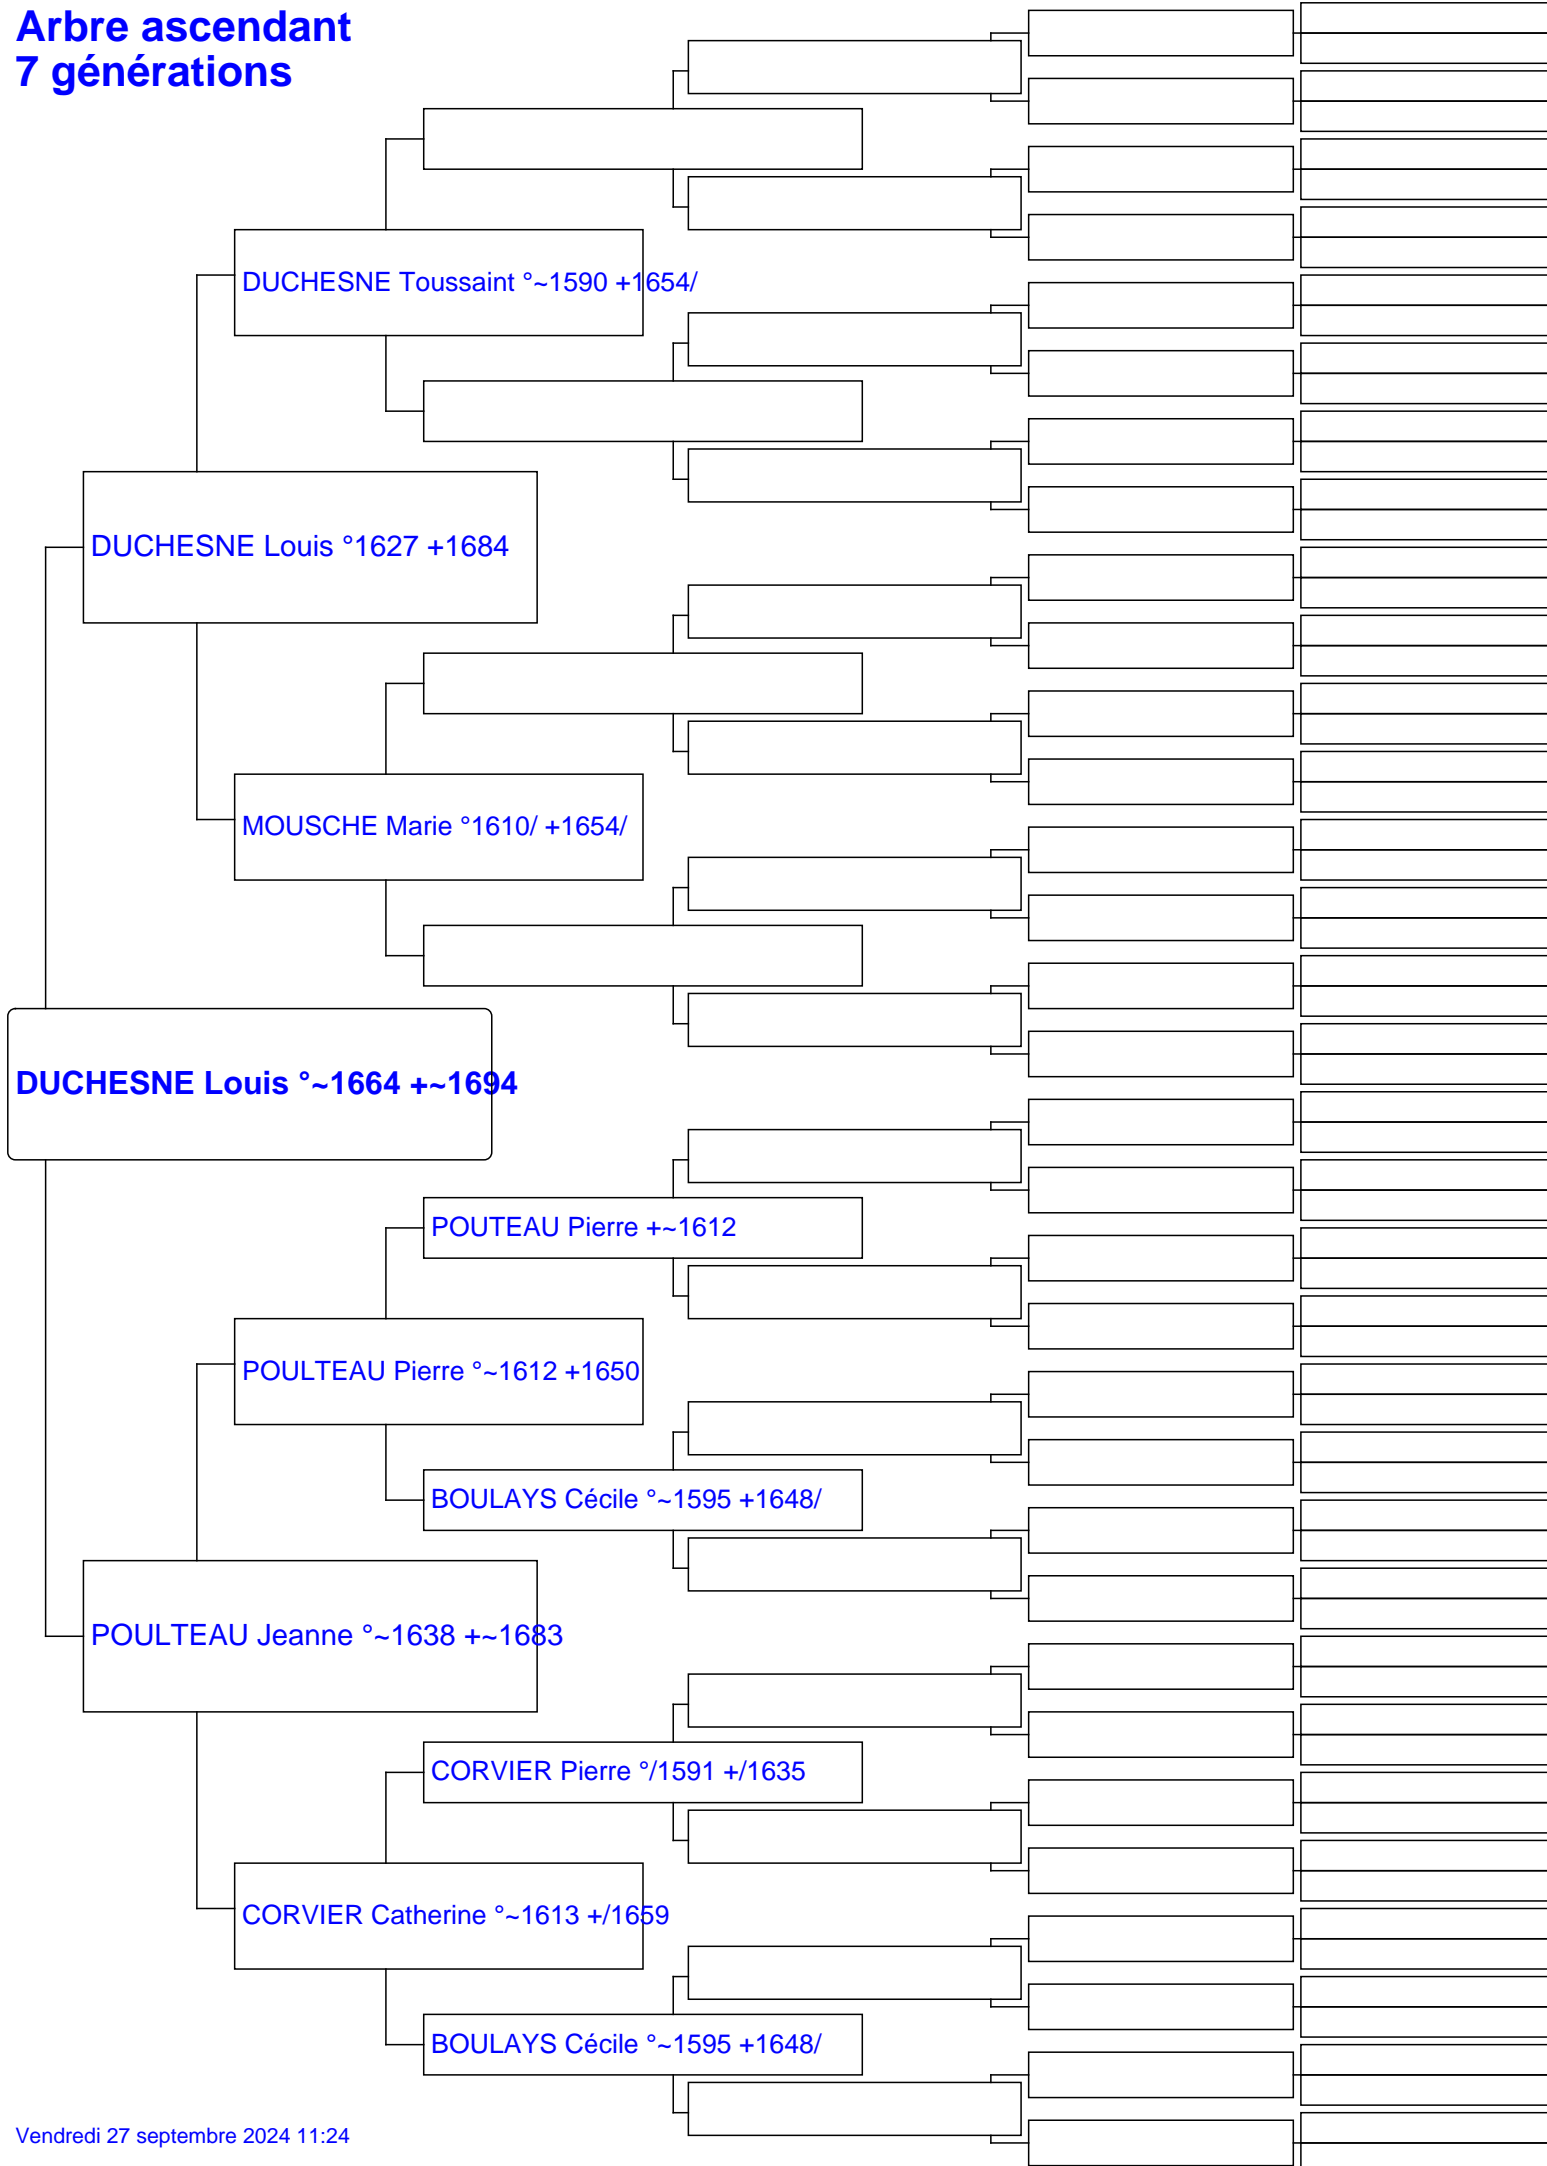 Arbre ascendant
7 générations
DUCHESNE Toussaint °~1590 +1654/
DUCHESNE Louis °1627 +1684
MOUSCHE Marie °1610/ +1654/
DUCHESNE Louis °~1664 +~1694
POUTEAU Pierre +~1612
POULTEAU Pierre °~1612 +1650
BOULAYS Cécile °~1595 +1648/
POULTEAU Jeanne °~1638 +~1683
CORVIER Pierre °/1591 +/1635
CORVIER Catherine °~1613 +/1659
BOULAYS Cécile °~1595 +1648/
Vendredi 27 septembre 2024 11:24